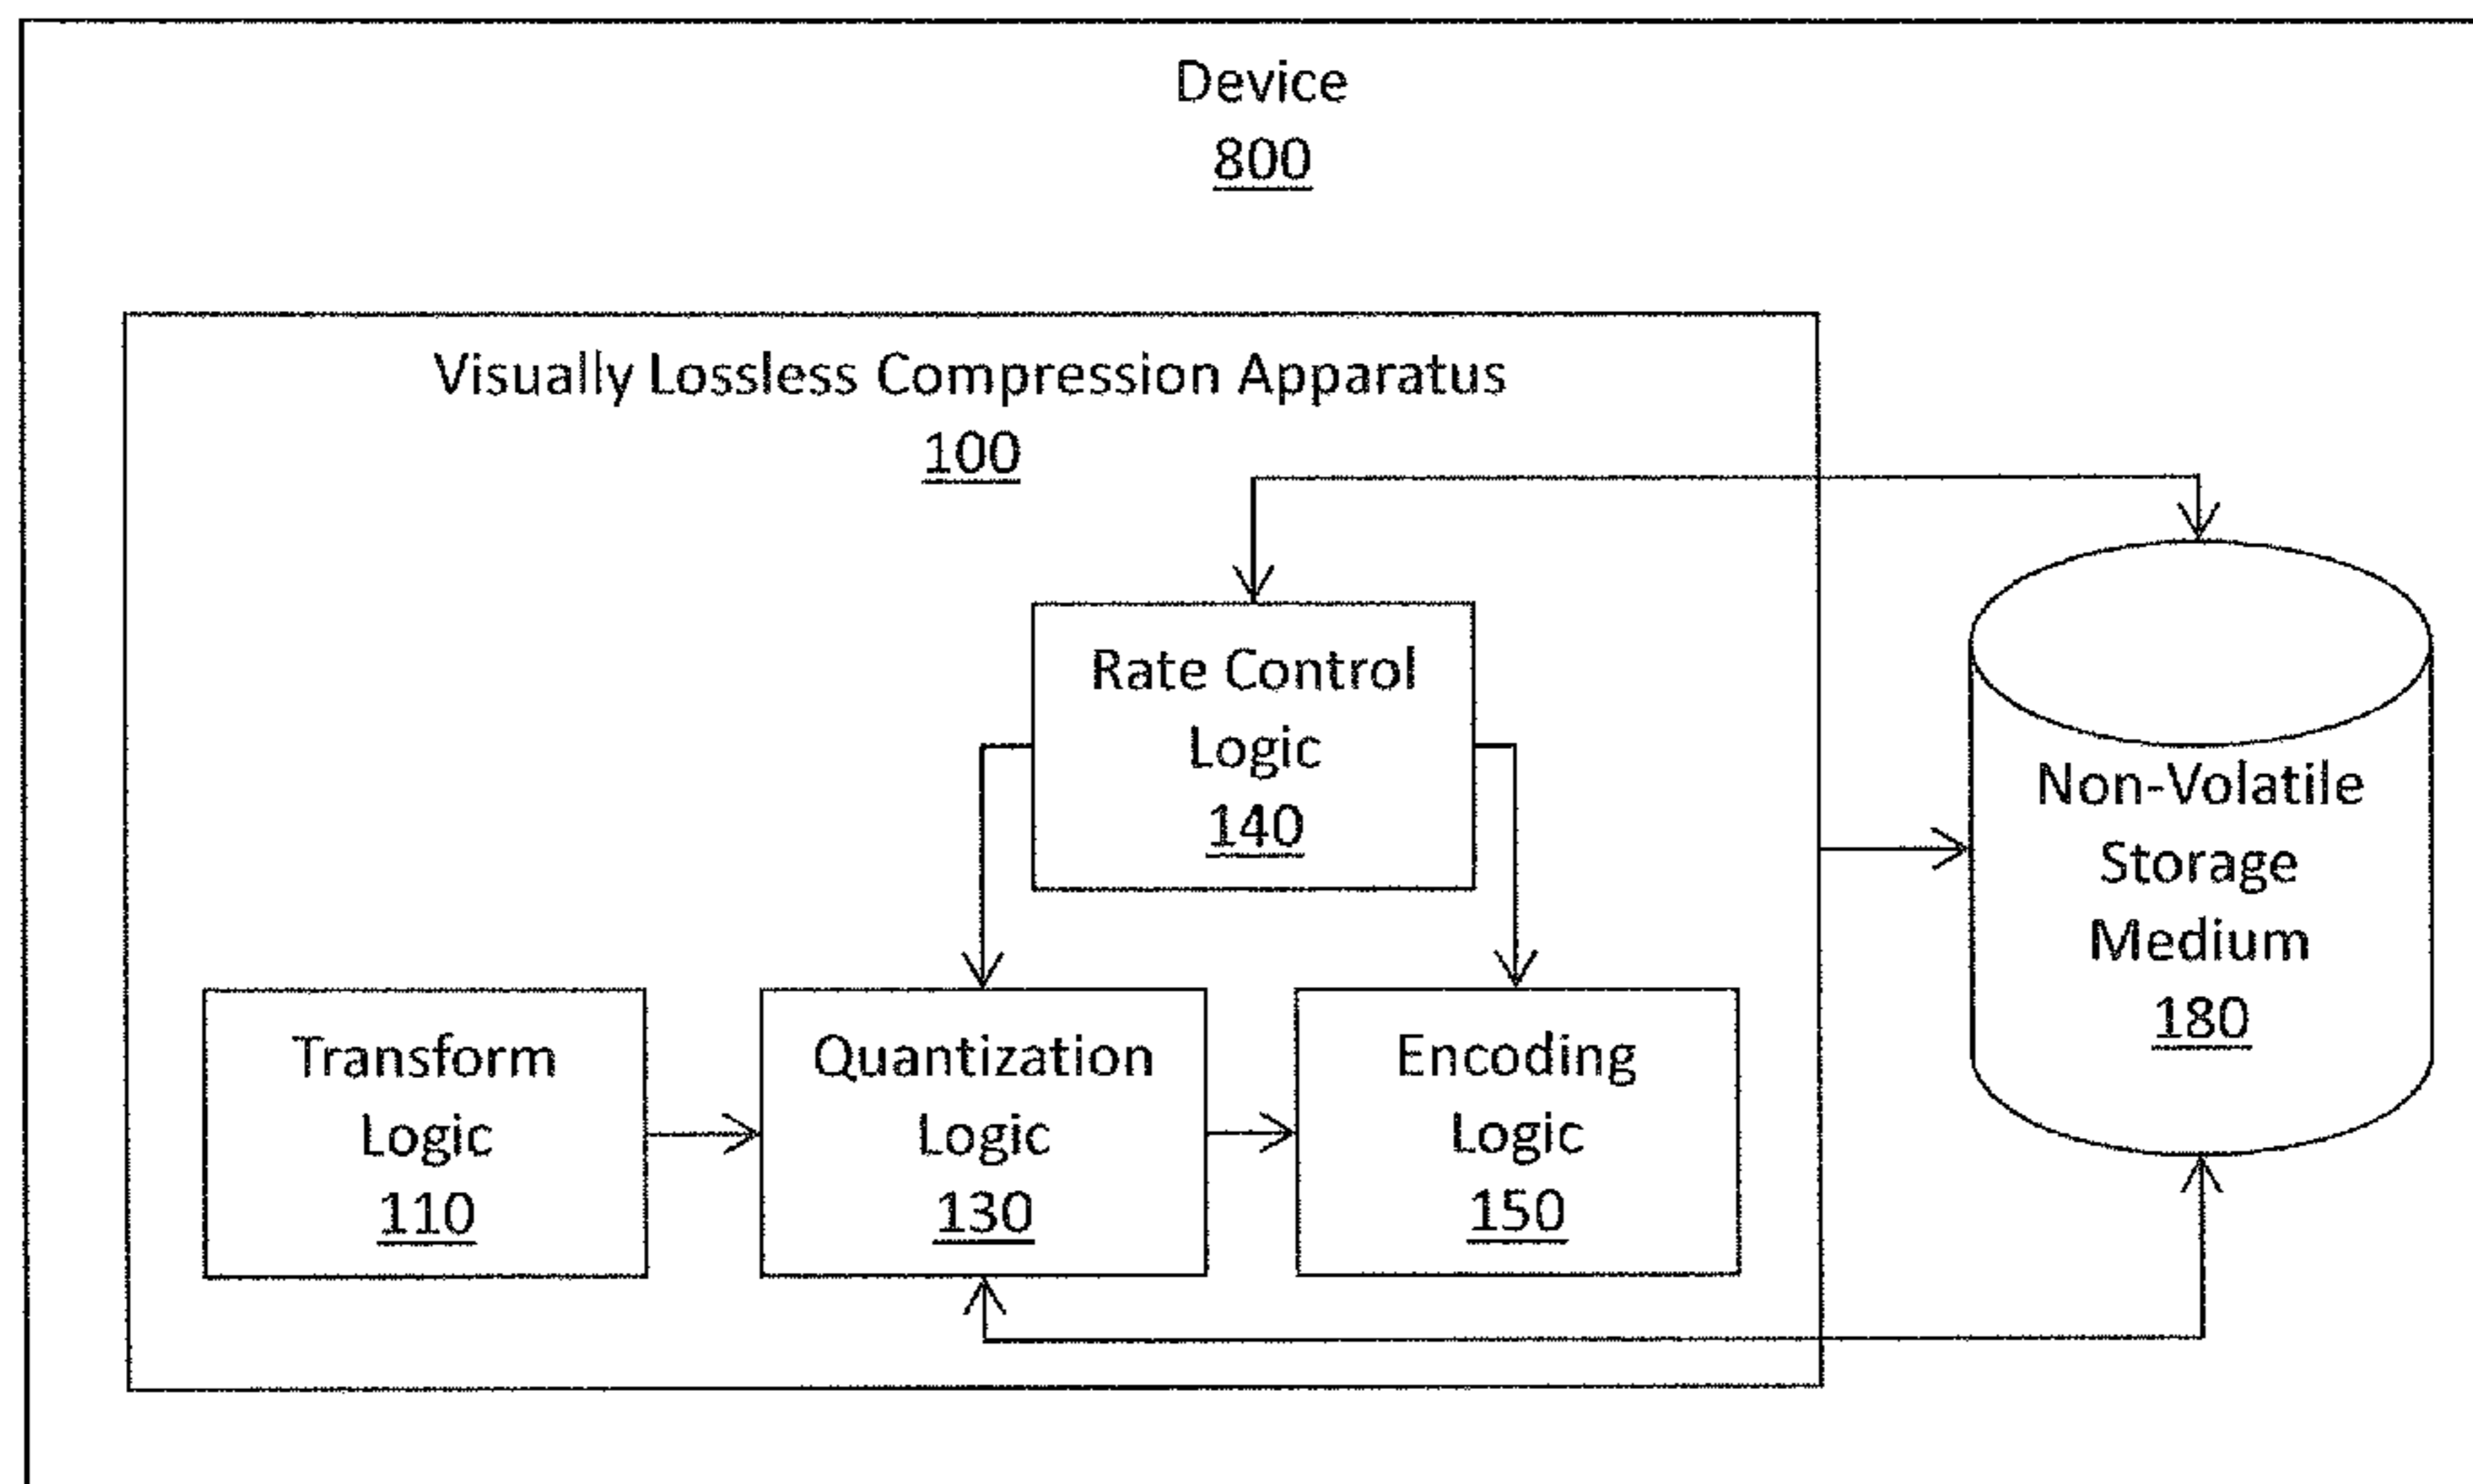 Device
800
Visually Lossless Compression Apparatus
100
Rate Control
Logic
140
Non-Volatile
Storage
Medium
180
Transform
Logic
110
Quantization
Logic
130
Encoding
Logic
150